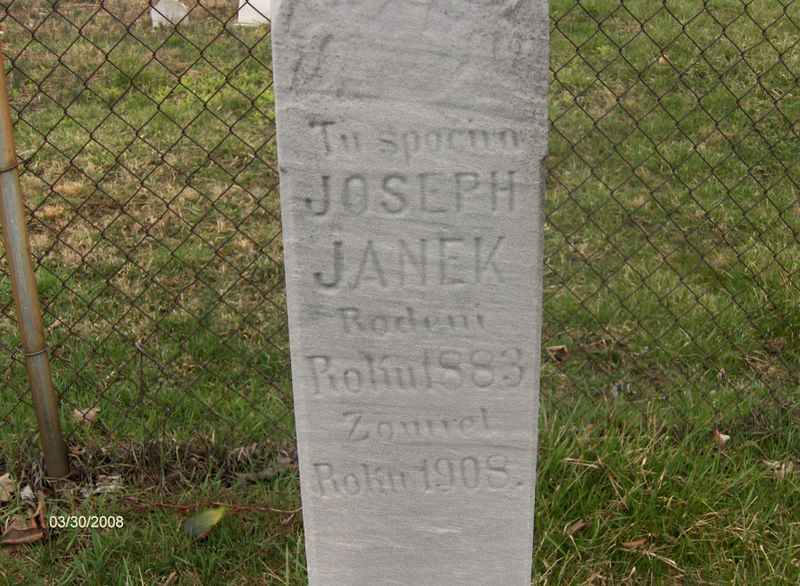 Tu spocivo
JOSEPH
JANEK
Rodeni
Roku 1883
Zomrel
Roku 1908.
03/30/2008